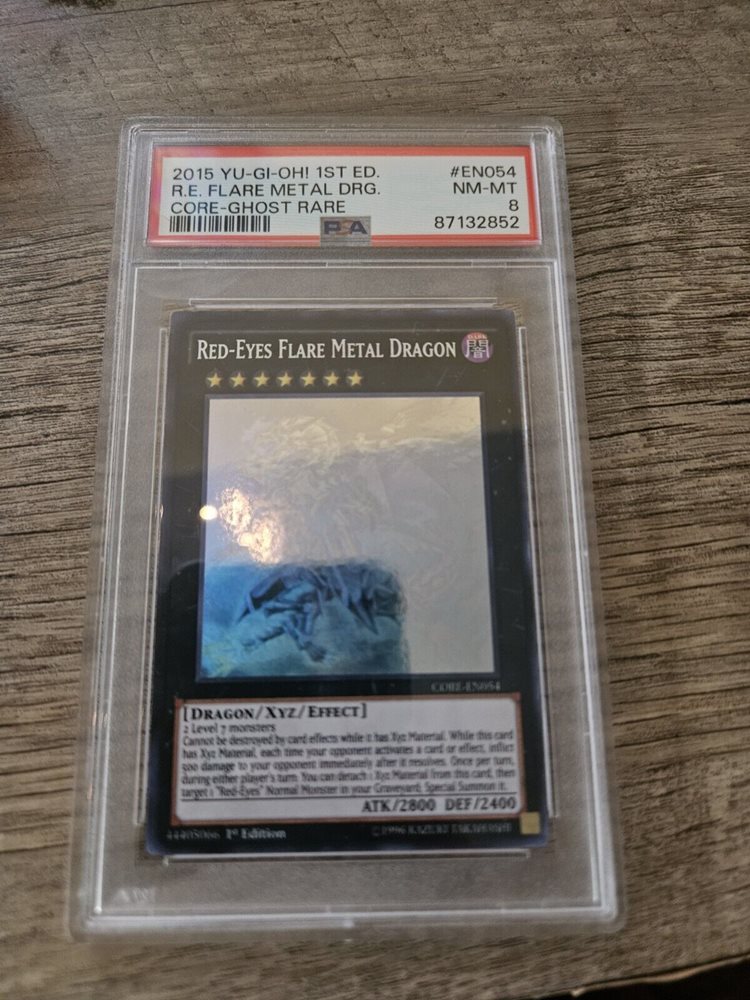 2015 YU-GI-OH! 1ST ED. #EN054
R.E. FLARE METAL DRG. NM-MT
CORE-GHOST RARE 8
PSA 87132852
RED-EYES FLARE METAL DRAGON DARK 闇
CORE-EN054
[DRAGON/XYZ/EFFECT]
2 Level 7 monsters
Cannot be destroyed by card effects while it has Xyz Material. While this card
has Xyz Material, each time your opponent activates a card or effect, inflict
500 damage to your opponent immediately after it resolves. Once per turn,
during either player's turn: You can detach 1 Xyz Material from this card, then
target 1 "Red-Eyes" Normal Monster in your Graveyard; Special Summon it.
ATK/2800 DEF/2400
44405066 1st Edition ©1996 KAZUKI TAKAHASHI